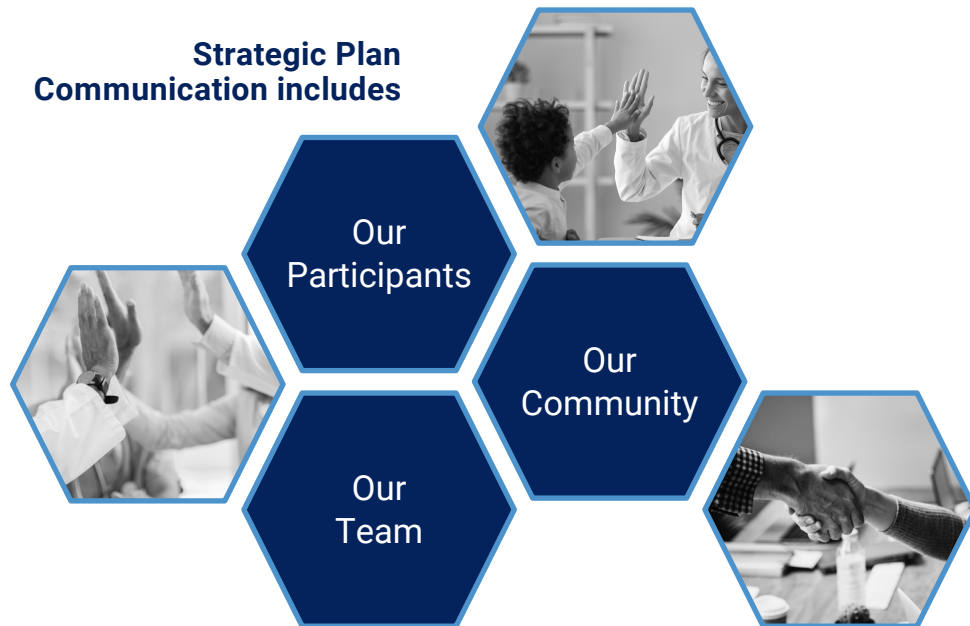 Strategic Plan
Communication includes
Our
Participants
Our
Community
Our
Team